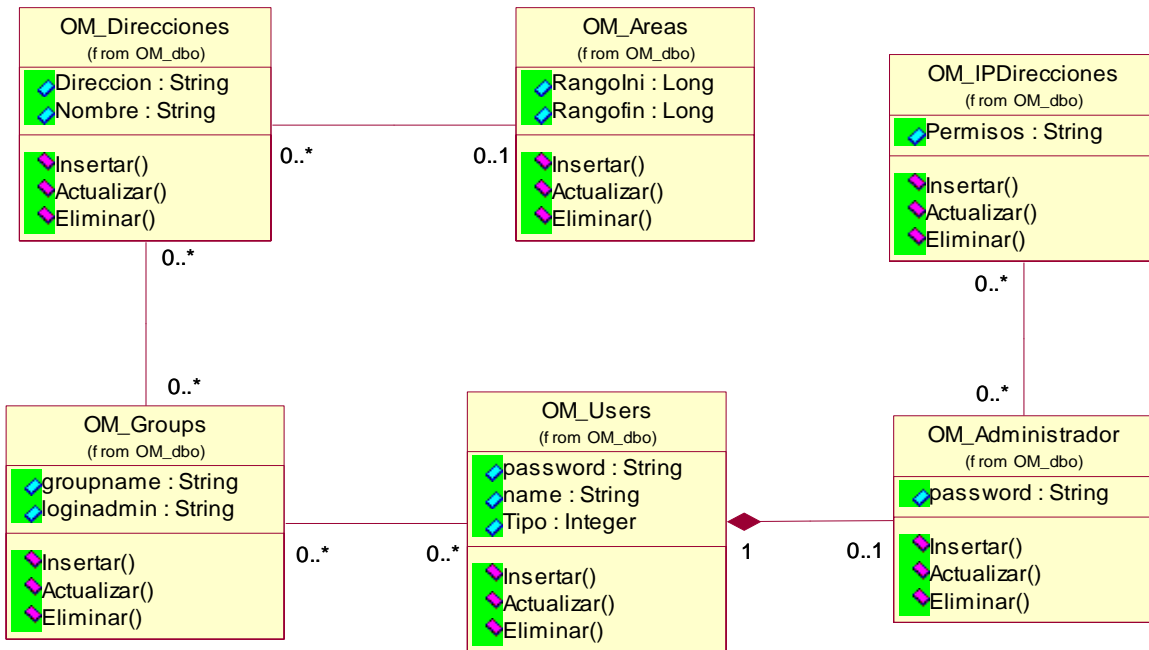 OM_Direcciones
(from OM_dbo)
Direccion : String
Nombre : String
Insertar()
Actualizar()
Eliminar()
0..*
0..1
OM_Areas
(from OM_dbo)
RangoIni : Long
Rangofin : Long
Insertar()
Actualizar()
Eliminar()
OM_IPDirecciones
(from OM_dbo)
Permisos : String
Insertar()
Actualizar()
Eliminar()
0..*
0..*
0..*
0..*
OM_Groups
(from OM_dbo)
groupname : String
loginadmin : String
Insertar()
Actualizar()
Eliminar()
0..*
0..*
OM_Users
(from OM_dbo)
password : String
name : String
Tipo : Integer
Insertar()
Actualizar()
Eliminar()
1
0..1
OM_Administrador
(from OM_dbo)
password : String
Insertar()
Actualizar()
Eliminar()